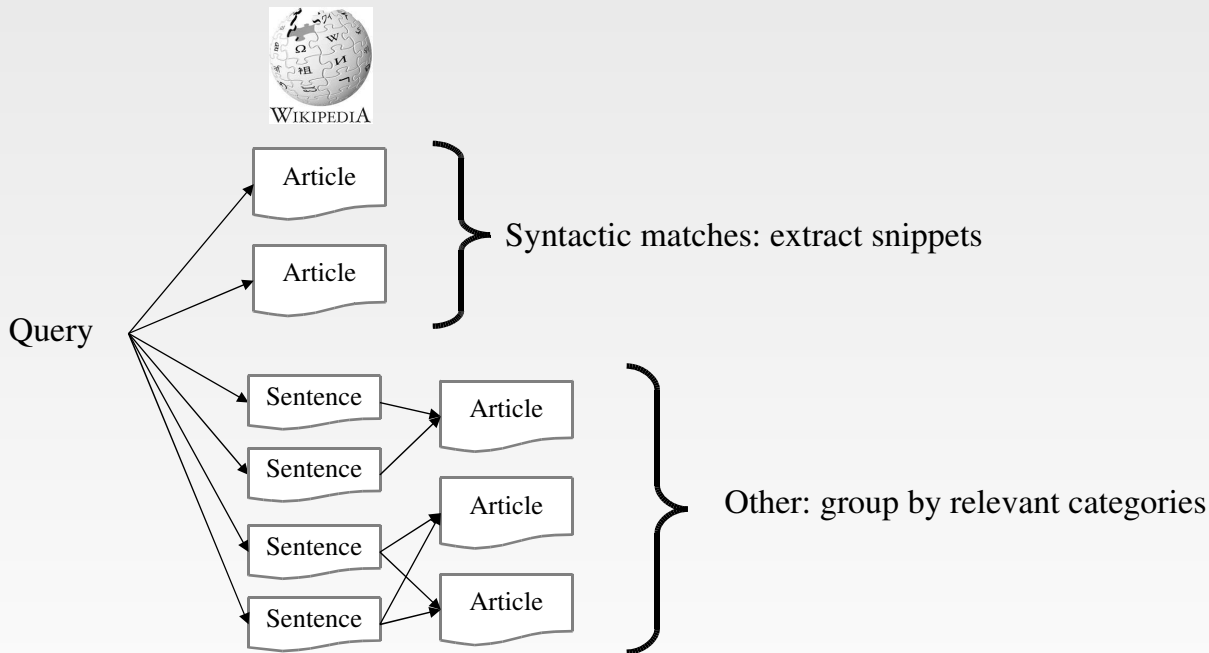 WIKIPEDIA
Article
Syntactic matches: extract snippets
Article
Query
Sentence
Article
Sentence
Article
Other: group by relevant categories
Sentence
Article
Sentence